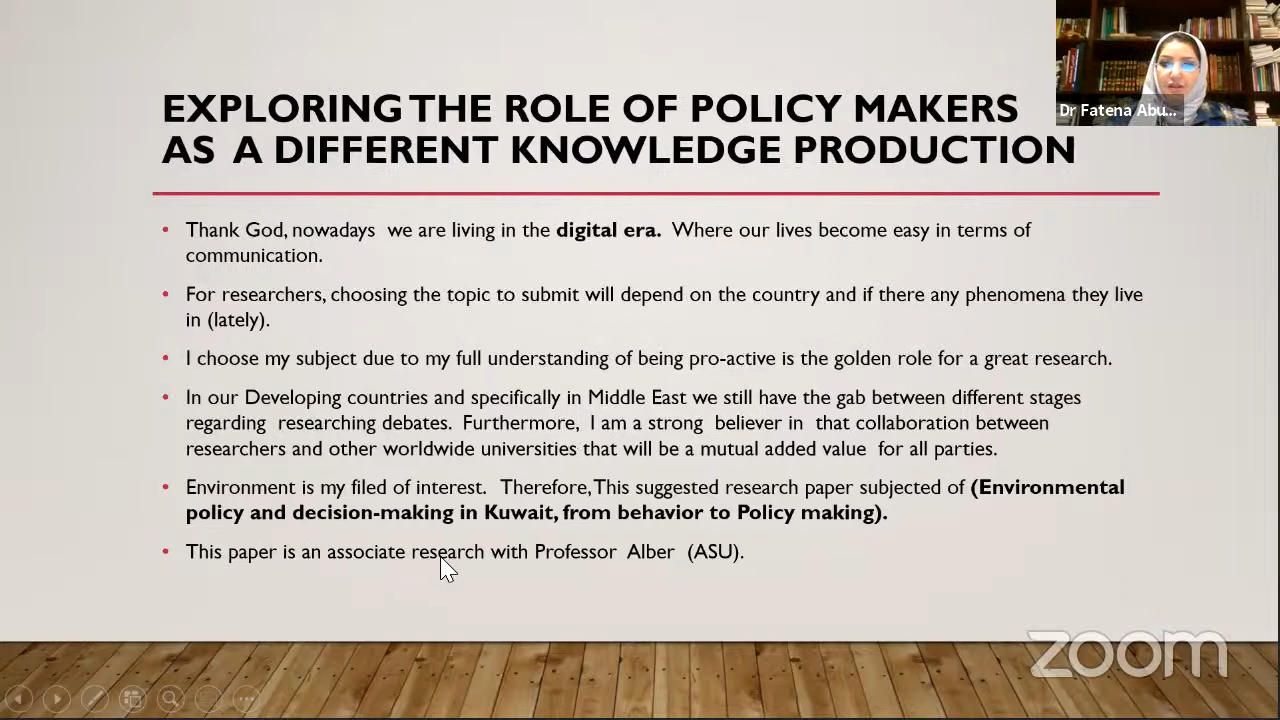 EXPLORING THE ROLE OF POLICY MAKERS
AS A DIFFERENT KNOWLEDGE PRODUCTION
Dr Fatena Abu...
• Thank God, nowadays we are living in the digital era. Where our lives become easy in terms of
communication.
• For researchers, choosing the topic to submit will depend on the country and if there any phenomena they live
in (lately).
• I choose my subject due to my full understanding of being pro-active is the golden role for a great research.
• In our Developing countries and specifically in Middle East we still have the gab between different stages
regarding researching debates. Furthermore, I am a strong believer in that collaboration between
researchers and other worldwide universities that will be a mutual added value for all parties.
• Environment is my filed of interest. Therefore, This suggested research paper subjected of (Environmental
policy and decision-making in Kuwait, from behavior to Policy making).
• This paper is an associate research with Professor Alber (ASU).
zoom